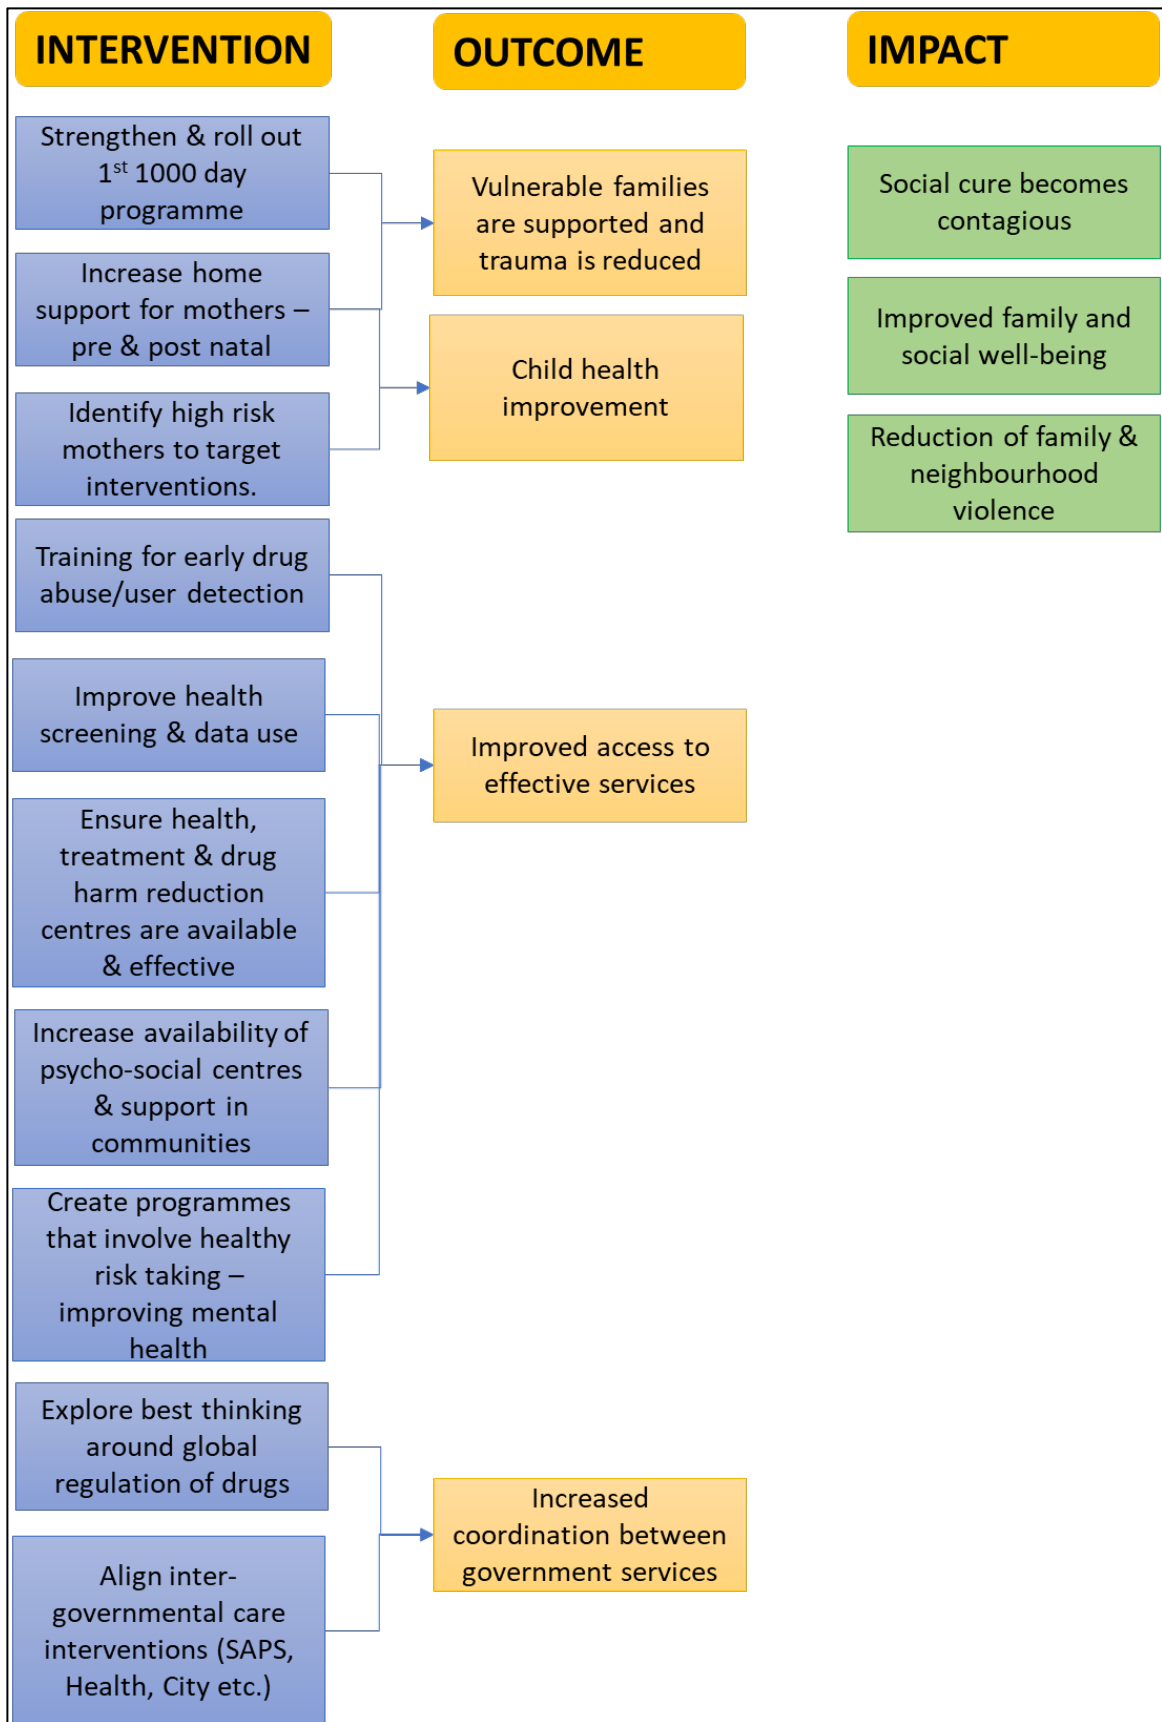 INTERVENTION
OUTCOME
IMPACT
Strengthen & roll out
1st 1000 day
programme
Increase home
support for mothers –
pre & post natal
Identify high risk
mothers to target
interventions.
Training for early drug
abuse/user detection
Improve health
screening & data use
Ensure health,
treatment & drug
harm reduction
centres are available
& effective
Increase availability of
psycho-social centres
& support in
communities
Create programmes
that involve healthy
risk taking –
improving mental
health
Explore best thinking
around global
regulation of drugs
Align inter-
governmental care
interventions (SAPS,
Health, City etc.)
Vulnerable families
are supported and
trauma is reduced
Child health
improvement
Improved access to
effective services
Increased
coordination between
government services
Social cure becomes
contagious
Improved family and
social well-being
Reduction of family &
neighbourhood
violence